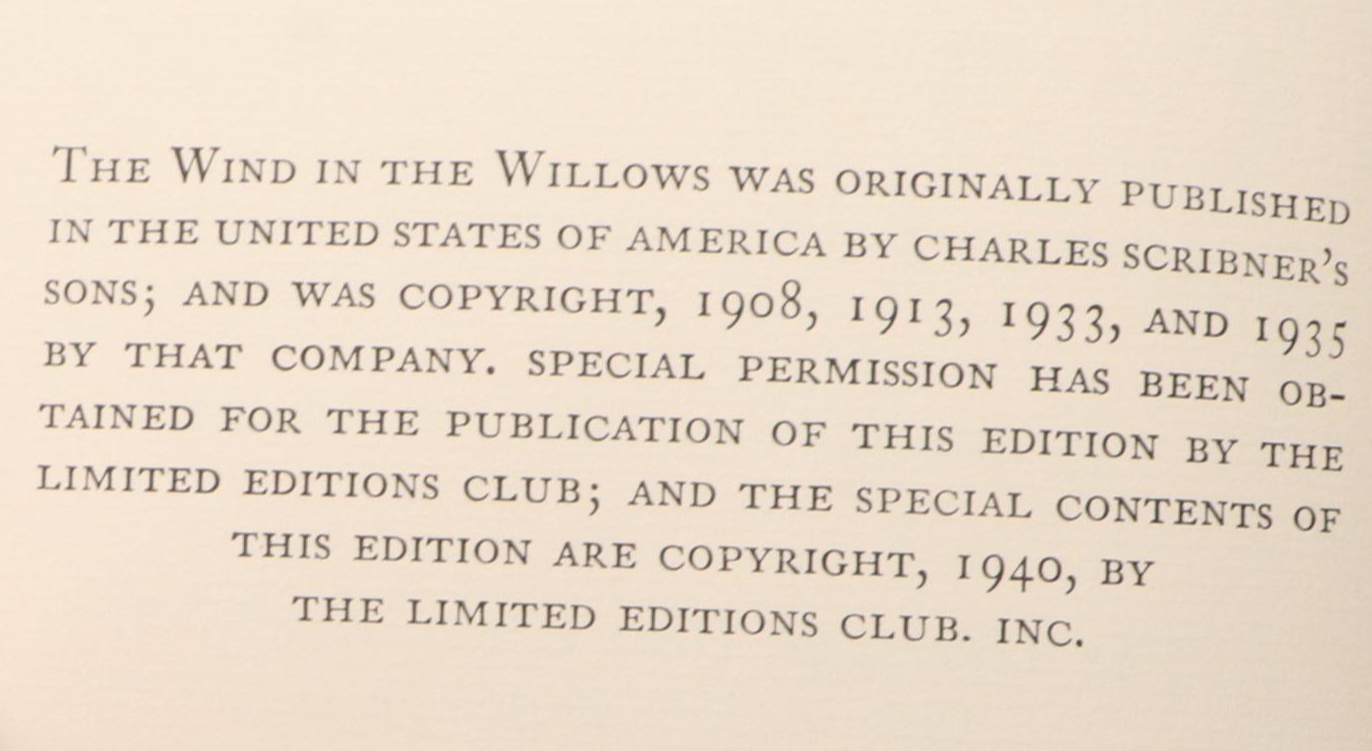 The Wind in the Willows was originally published
in the united states of america by charles scribner's
sons; and was copyright, 1908, 1913, 1933, and 1935
by that company. special permission has been ob-
tained for the publication of this edition by the
limited editions club; and the special contents of
this edition are copyright, 1940, by
the limited editions club. inc.